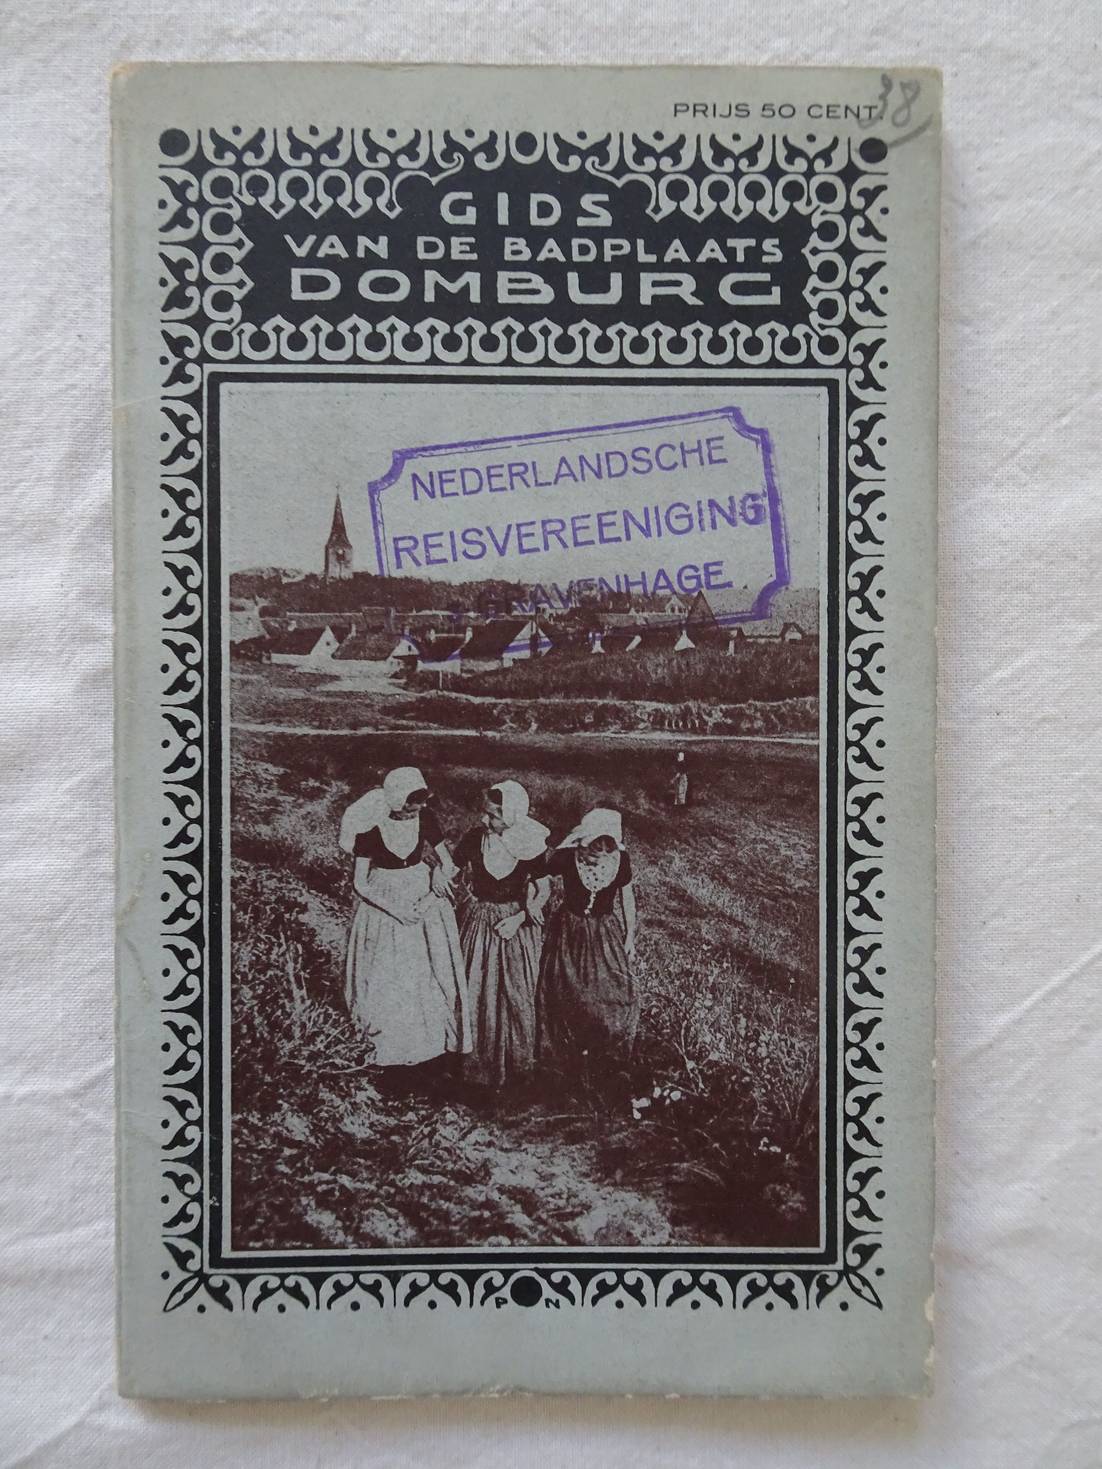 PRIJS 50 CENT.
38
GIDS
VAN DE BADPLAATS
DOMBURG
NEDERLANDSCHE
REISVEREENIGING
GRAVENHAGE
P N